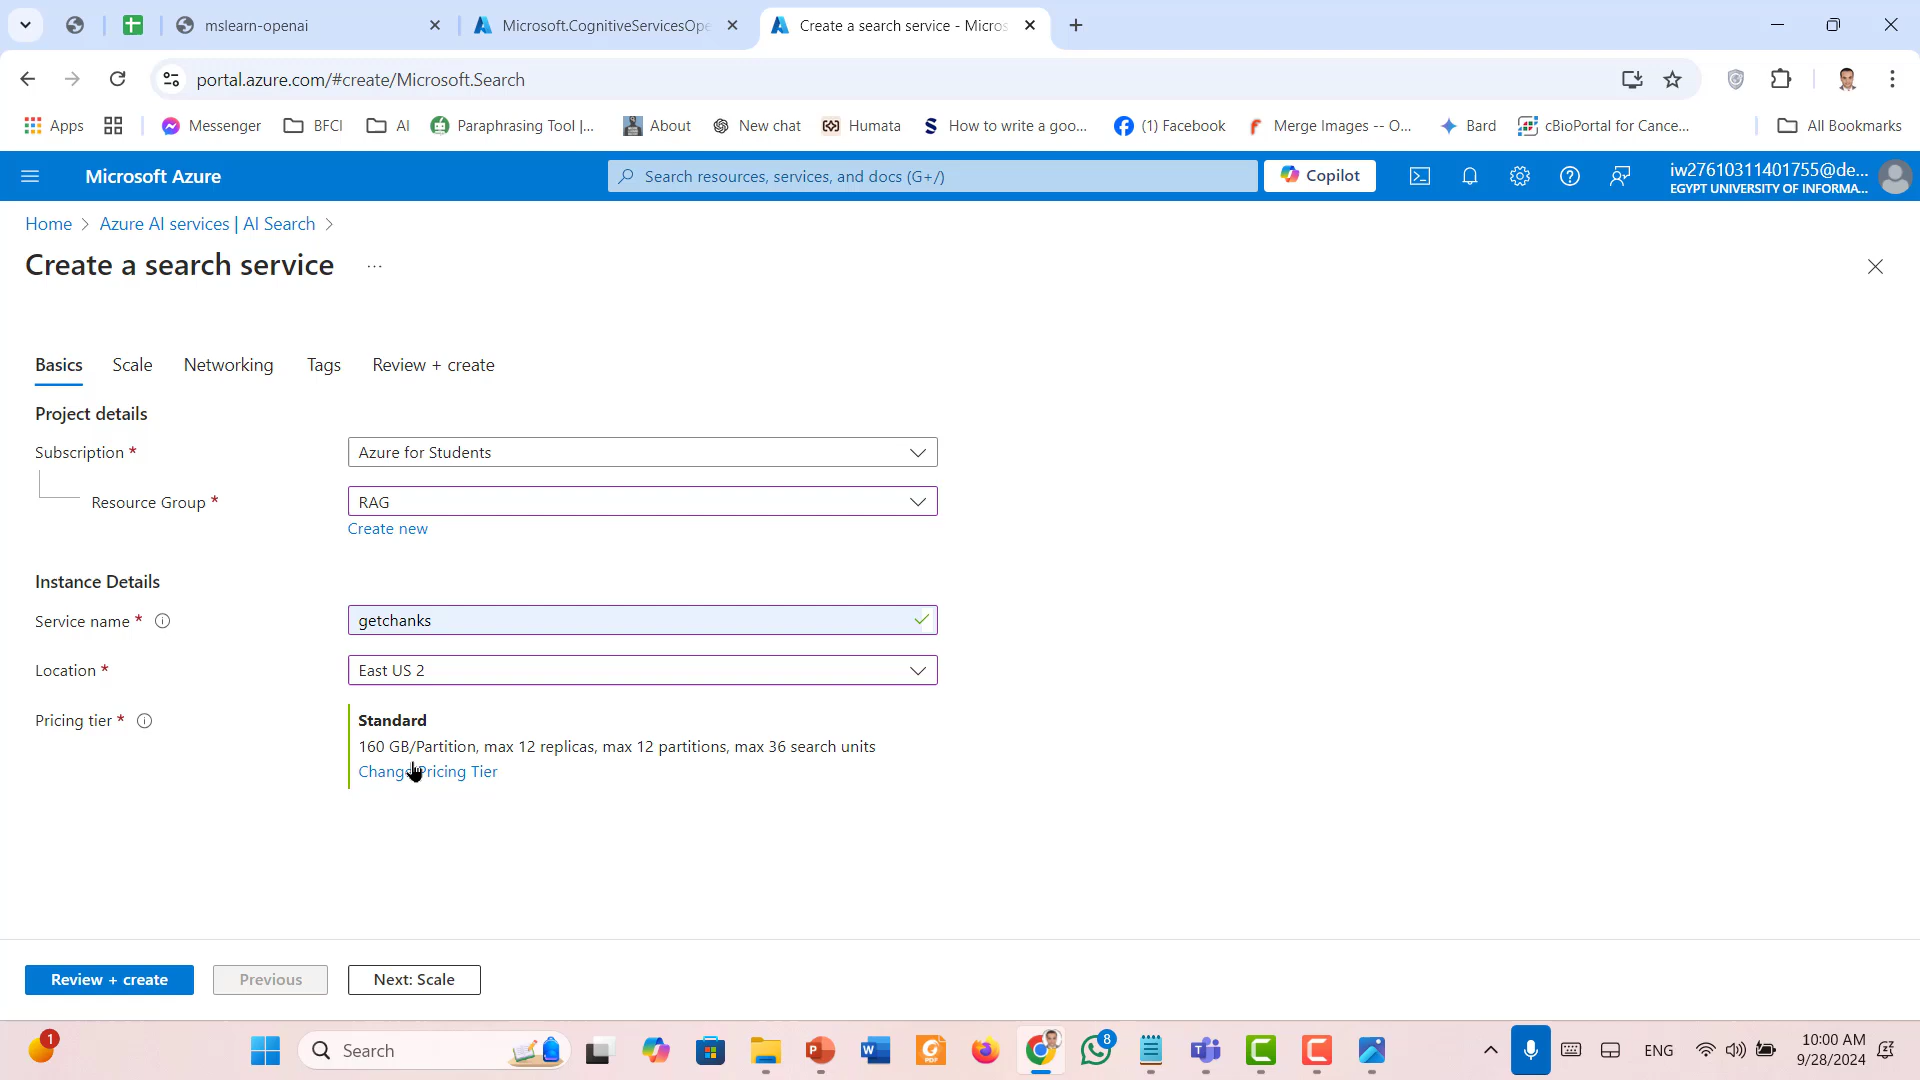 mslearn-openai
Microsoft.CognitiveServicesOpe
Create a search service - Micros
portal.azure.com/#create/Microsoft.Search
Apps
Messenger
BFCI
AI
Paraphrasing Tool |...
About
New chat
Humata
How to write a goo...
(1) Facebook
Merge Images -- O...
Bard
cBioPortal for Cance...
All Bookmarks
Microsoft Azure
Search resources, services, and docs (G+/)
Copilot
iw27610311401755@de...
EGYPT UNIVERSITY OF INFORMA...
Home > Azure AI services | AI Search >
Create a search service
...
Basics
Scale
Networking
Tags
Review + create
Project details
Subscription *
Azure for Students
Resource Group *
RAG
Create new
Instance Details
Service name *
getchanks
Location *
East US 2
Pricing tier *
Standard
160 GB/Partition, max 12 replicas, max 12 partitions, max 36 search units
Change Pricing Tier
Review + create
Previous
Next: Scale
1
Search
8
ENG
10:00 AM
9/28/2024